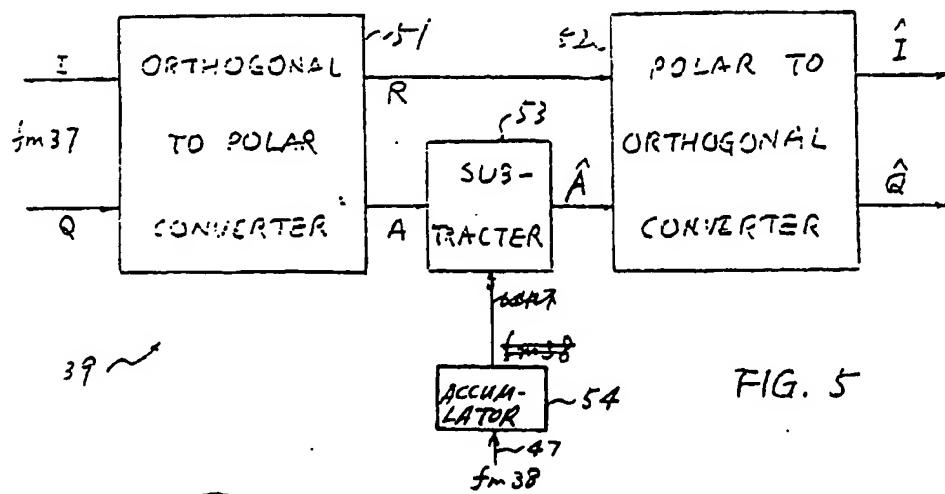 51
52
I
ORTHOGONAL
TO POLAR
CONVERTER
R
POLAR TO
ORTHOGONAL
CONVERTER
Î
fm37
53
SUB-
TRACTER
Â
Q
A
Q̂
fm38
39
ACCUM-
LATOR
54
FIG. 5
47
fm38